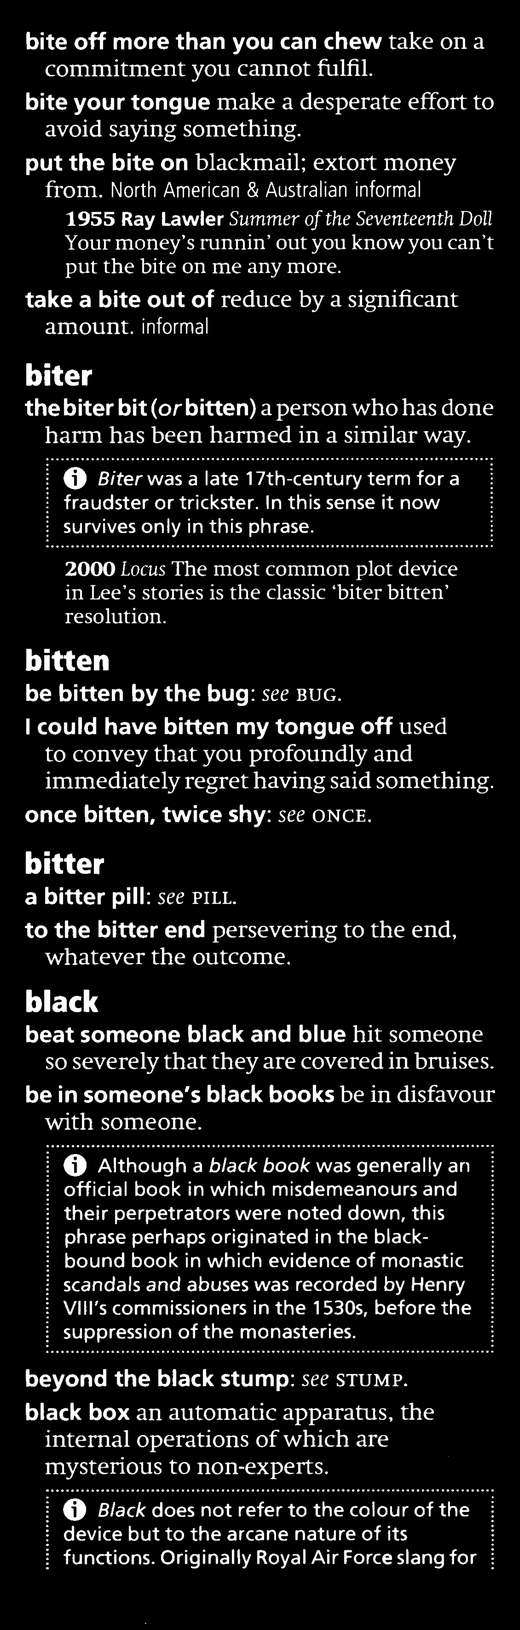 bite off more than you can chew take on a
commitment you cannot fulfil.
bite your tongue make a desperate effort to
avoid saying something.
put the bite on blackmail; extort money
from. North American & Australian informal
1955 Ray Lawler Summer of the Seventeenth Doll
Your money's runnin' out you know you can't
put the bite on me any more.
take a bite out of reduce by a significant
amount. informal
biter
the biter bit (or bitten) a person who has done
harm has been harmed in a similar way.
Biter was a late 17th-century term for a
fraudster or trickster. In this sense it now
survives only in this phrase.
2000 Locus The most common plot device
in Lee's stories is the classic ‘biter bitten’
resolution.
bitten
be bitten by the bug: see BUG.
I could have bitten my tongue off used
to convey that you profoundly and
immediately regret having said something.
once bitten, twice shy: see ONCE.
bitter
a bitter pill: see PILL.
to the bitter end persevering to the end,
whatever the outcome.
black
beat someone black and blue hit someone
so severely that they are covered in bruises.
be in someone's black books be in disfavour
with someone.
Although a black book was generally an
official book in which misdemeanours and
their perpetrators were noted down, this
phrase perhaps originated in the black-
bound book in which evidence of monastic
scandals and abuses was recorded by Henry
VIII's commissioners in the 1530s, before the
suppression of the monasteries.
beyond the black stump: see STUMP.
black box an automatic apparatus, the
internal operations of which are
mysterious to non-experts.
Black does not refer to the colour of the
device but to the arcane nature of its
functions. Originally Royal Air Force slang for